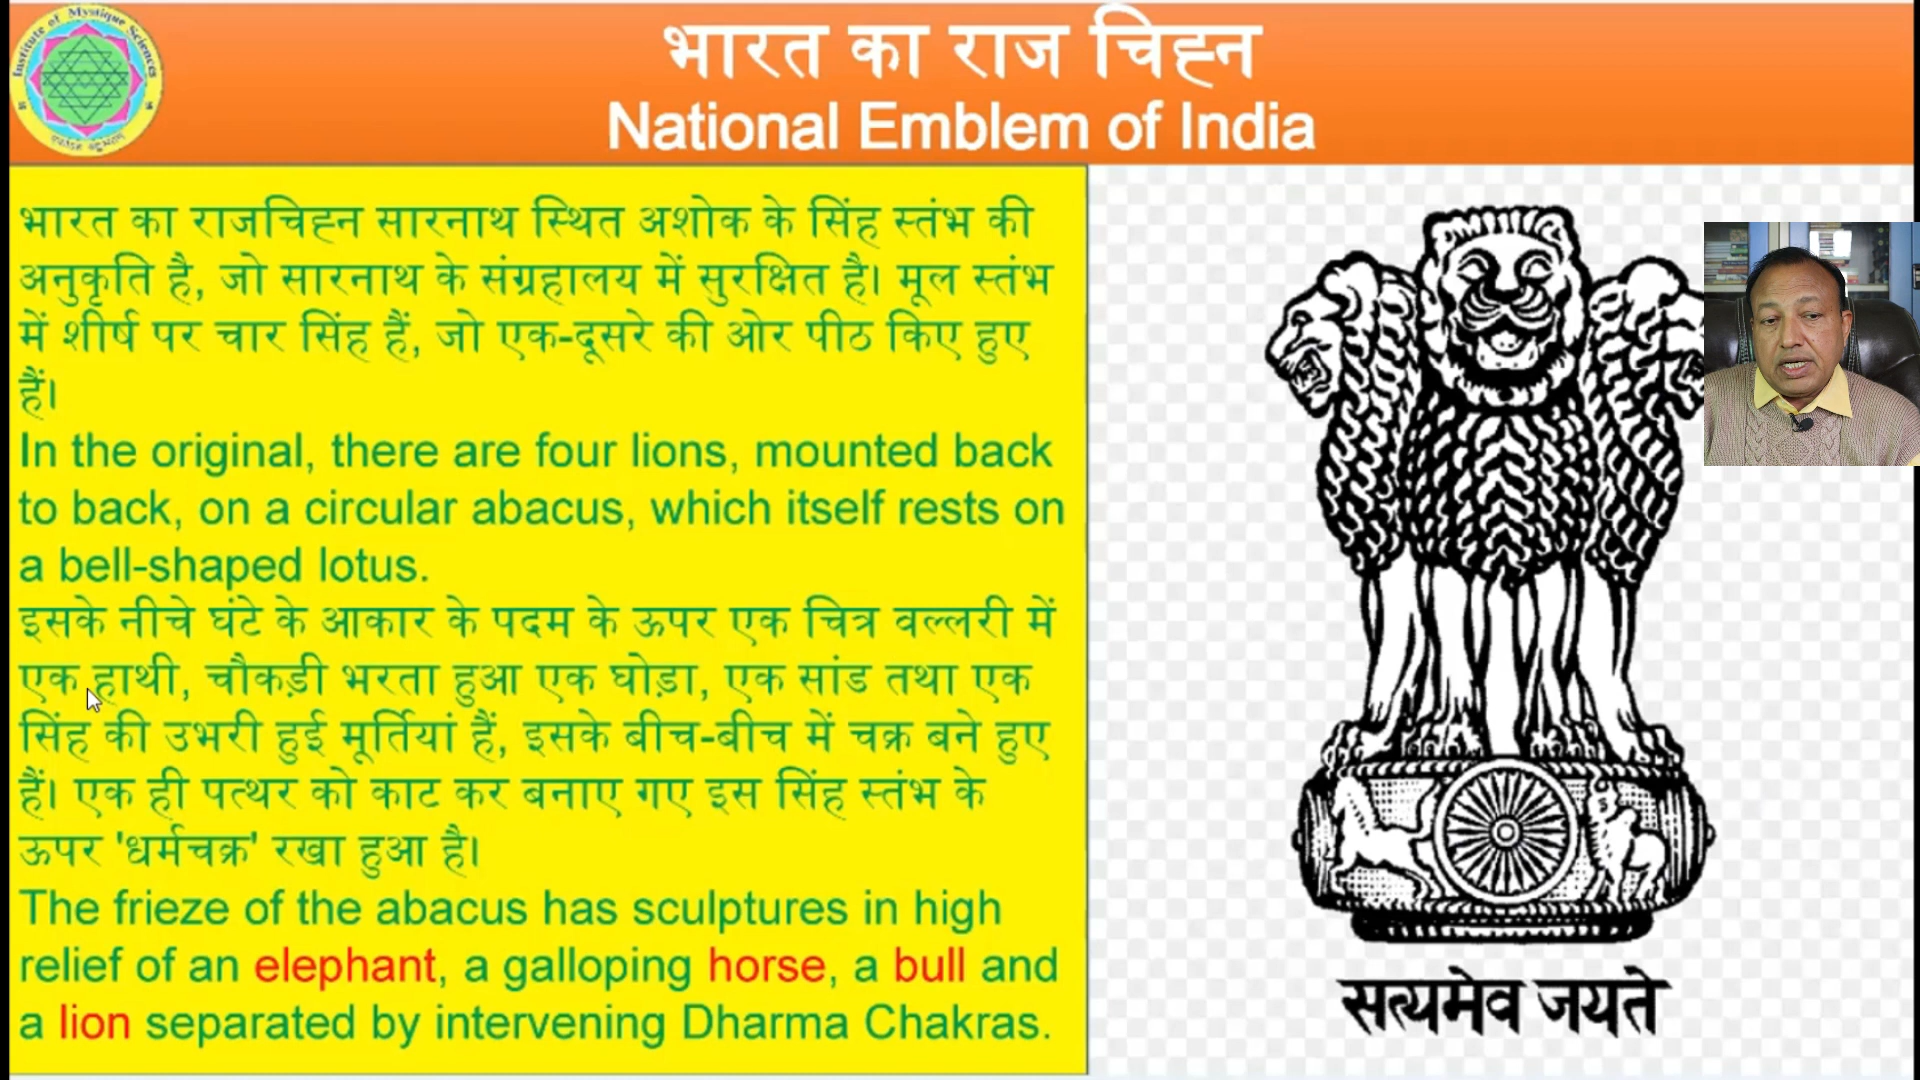 Institute of Mystique Sciences
भारत का राज चिह्न
National Emblem of India
भारत का राजचिह्न सारनाथ स्थित अशोक के सिंह स्तंभ की
अनुकृति है, जो सारनाथ के संग्रहालय में सुरक्षित है। मूल स्तंभ
में शीर्ष पर चार सिंह हैं, जो एक-दूसरे की ओर पीठ किए हुए
हैं।
In the original, there are four lions, mounted back
to back, on a circular abacus, which itself rests on
a bell-shaped lotus.
इसके नीचे घंटे के आकार के पदम के ऊपर एक चित्र वल्लरी में
एक हाथी, चौकड़ी भरता हुआ एक घोड़ा, एक सांड तथा एक
सिंह की उभरी हुई मूर्तियां हैं, इसके बीच-बीच में चक्र बने हुए
हैं। एक ही पत्थर को काट कर बनाए गए इस सिंह स्तंभ के
ऊपर 'धर्मचक्र' रखा हुआ है।
The frieze of the abacus has sculptures in high
relief of an elephant, a galloping horse, a bull and
a lion separated by intervening Dharma Chakras.
सत्यमेव जयते